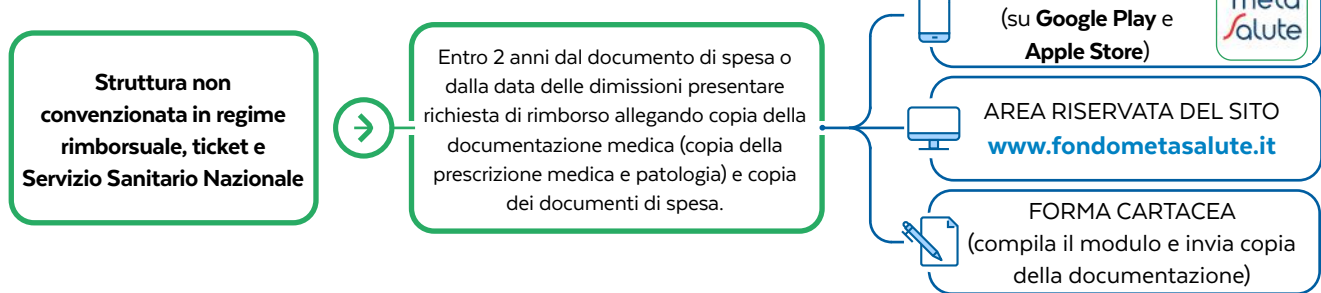 Struttura non
convenzionata in regime
rimborsuale, ticket e
Servizio Sanitario Nazionale
Entro 2 anni dal documento di spesa o
dalla data delle dimissioni presentare
richiesta di rimborso allegando copia della
documentazione medica (copia della
prescrizione medica e patologia) e copia
dei documenti di spesa.
(su Google Play e
Apple Store)
meta
Salute
AREA RISERVATA DEL SITO
www.fondometasalute.it
FORMA CARTACEA
(compila il modulo e invia copia
della documentazione)